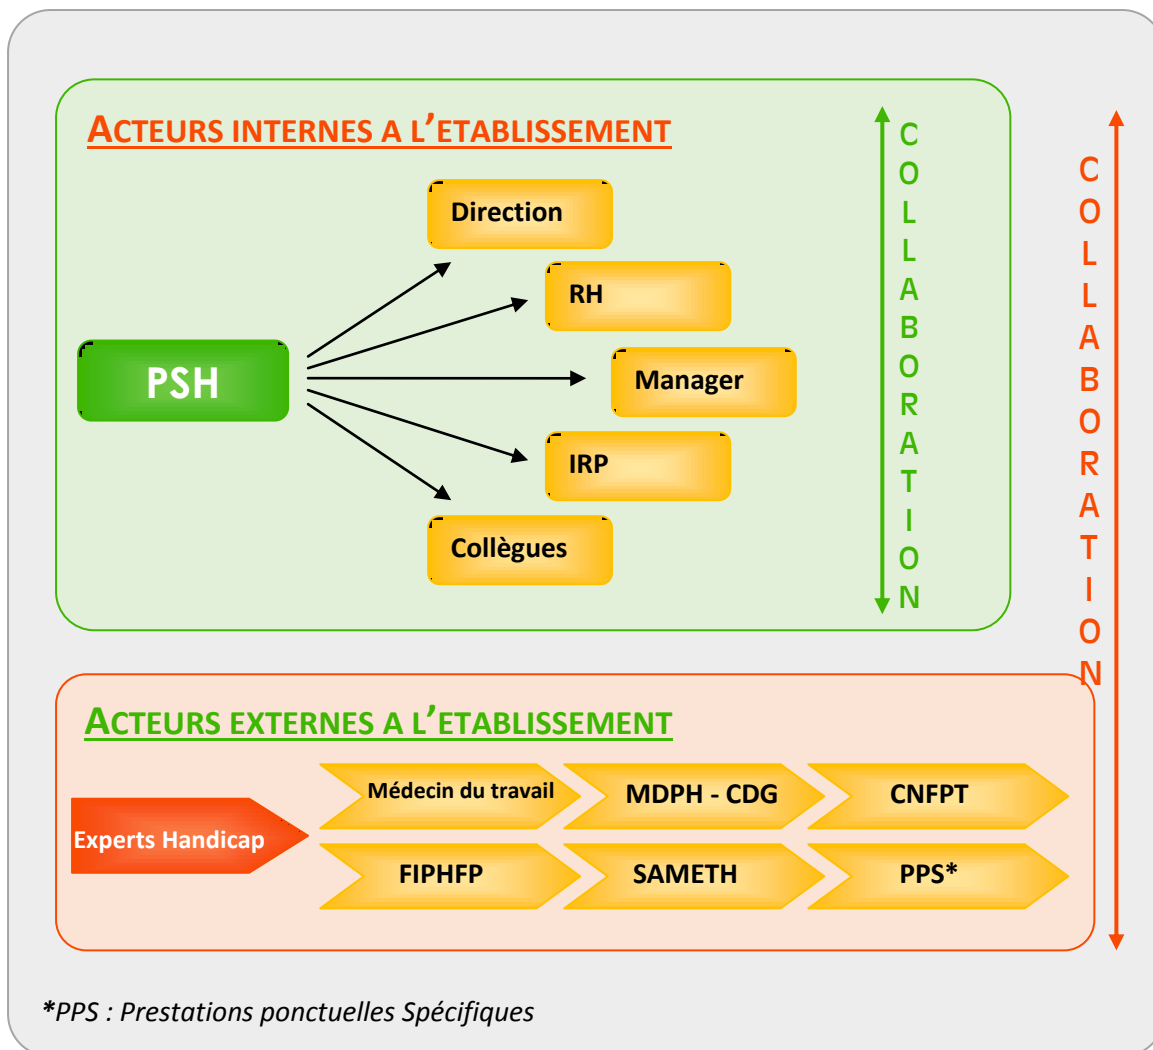 ACTEURS INTERNES A L'ETABLISSEMENT
Direction
RH
PSH
Manager
IRP
Collègues
COLLABORATION
COLLABORATION
ACTEURS EXTERNES A L'ETABLISSEMENT
Experts Handicap
Médecin du travail
MDPH - CDG
CNFPT
FIPHFP
SAMETH
PPS*
*PPS : Prestations ponctuelles Spécifiques